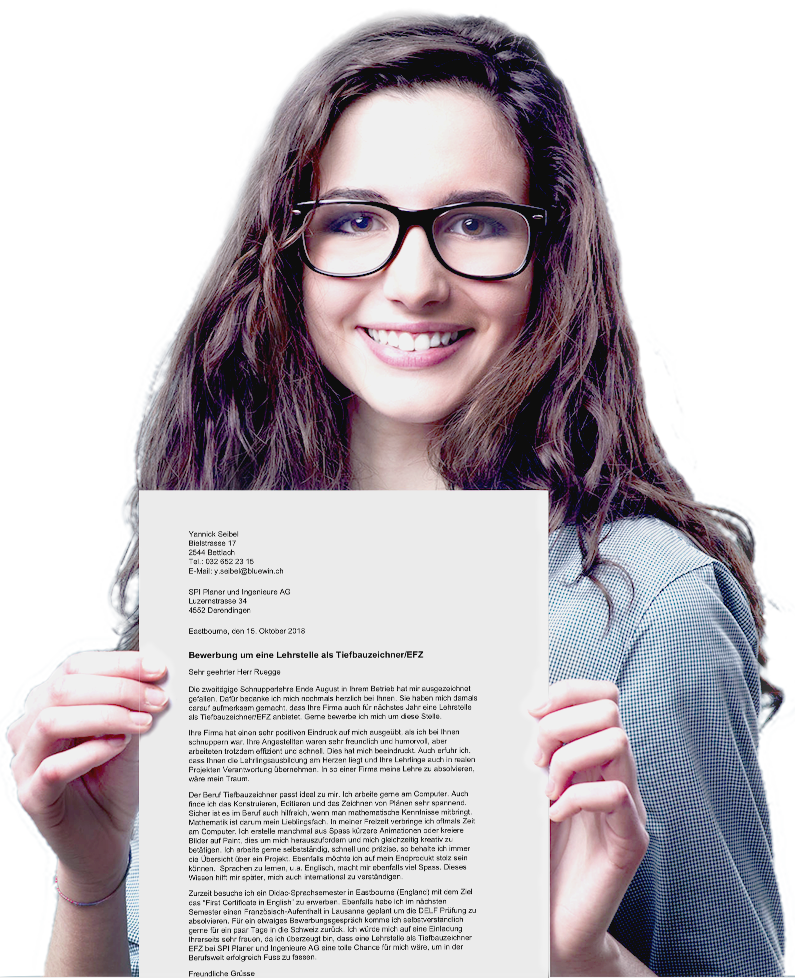 Yannick Seibel
Bielstrasse 17
2544 Bettlach
Tel.: 032 652 23 15
E-Mail: y.seibel@bluewin.ch
SPI Planer und Ingenieure AG
Luzernstrasse 34
4552 Derendingen
Eastbourne, den 15. Oktober 2018
Bewerbung um eine Lehrstelle als Tiefbauzeichner/EFZ
Sehr geehrter Herr Ruegge
Die zweitägige Schnupperlehre Ende August in Ihrem Betrieb hat mir ausgezeichnet
gefallen. Dafür bedanke ich mich nochmals herzlich bei Ihnen. Sie haben mich damals
darauf aufmerksam gemacht, dass Ihre Firma auch für nächstes Jahr eine Lehrstelle
als Tiefbauzeichner/EFZ anbietet. Gerne bewerbe ich mich um diese Stelle.
Ihre Firma hat einen sehr positiven Eindruck auf mich ausgeübt, als ich bei Ihnen
schnuppern war. Ihre Angestellten waren sehr freundlich und humorvoll, aber
arbeiteten trotzdem effizient und schnell. Dies hat mich beeindruckt. Auch erfuhr ich,
dass Ihnen die Lehrlingsausbildung am Herzen liegt und Ihre Lehrlinge auch in realen
Projekten Verantwortung übernehmen. In so einer Firma meine Lehre zu absolvieren,
wäre mein Traum.
Der Beruf Tiefbauzeichner passt ideal zu mir. Ich arbeite gerne am Computer. Auch
finde ich das Konstruieren, Editieren und das Zeichnen von Plänen sehr spannend.
Sicher ist es im Beruf auch hilfreich, wenn man mathematische Kenntnisse mitbringt.
Mathematik ist darum mein Lieblingsfach. In meiner Freizeit verbringe ich oftmals Zeit
am Computer. Ich erstelle manchmal aus Spass kürzere Animationen oder kreiere
Bilder auf Paint, dies um mich herauszufordern und mich gleichzeitig kreativ zu
betätigen. Ich arbeite gerne selbstständig, schnell und präzise, so behalte ich immer
die Übersicht über ein Projekt. Ebenfalls möchte ich auf mein Endprodukt stolz sein
können. Sprachen zu lernen, u.a. Englisch, macht mir ebenfalls viel Spass. Dieses
Wissen hilft mir später, mich auch international zu verständigen.
Zurzeit besuche ich ein Didac-Sprachsemester in Eastbourne (England) mit dem Ziel
das "First Certificate in English" zu erwerben. Ebenfalls habe ich im nächsten
Semester einen Französisch-Aufenthalt in Lausanne geplant um die DELF Prüfung zu
absolvieren. Für ein etwaiges Bewerbungsgespräch komme ich selbstverständlich
gerne für ein paar Tage in die Schweiz zurück. Ich würde mich auf eine Einladung
Ihrerseits sehr freuen, da ich überzeugt bin, dass eine Lehrstelle als Tiefbauzeichner
EFZ bei SPI Planer und Ingenieure AG eine tolle Chance für mich wäre, um in der
Berufswelt erfolgreich Fuss zu fassen.
Freundliche Grüsse